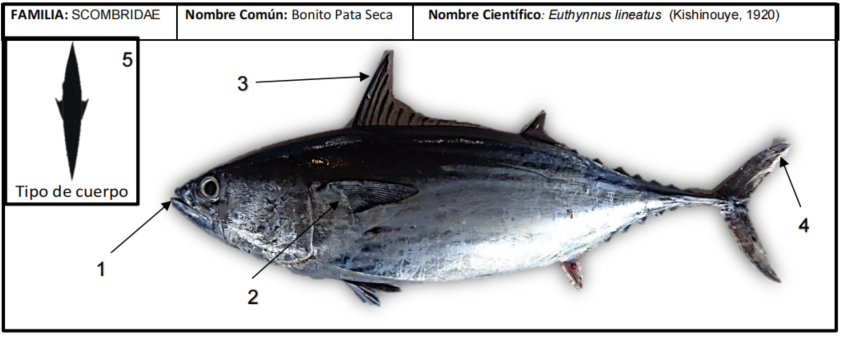 FAMILIA: SCOMBRIDAE
Nombre Común: Bonito Pata Seca
Nombre Científico: Euthynnus lineatus (Kishinouye, 1920)
5
Tipo de cuerpo
3
1
2
4